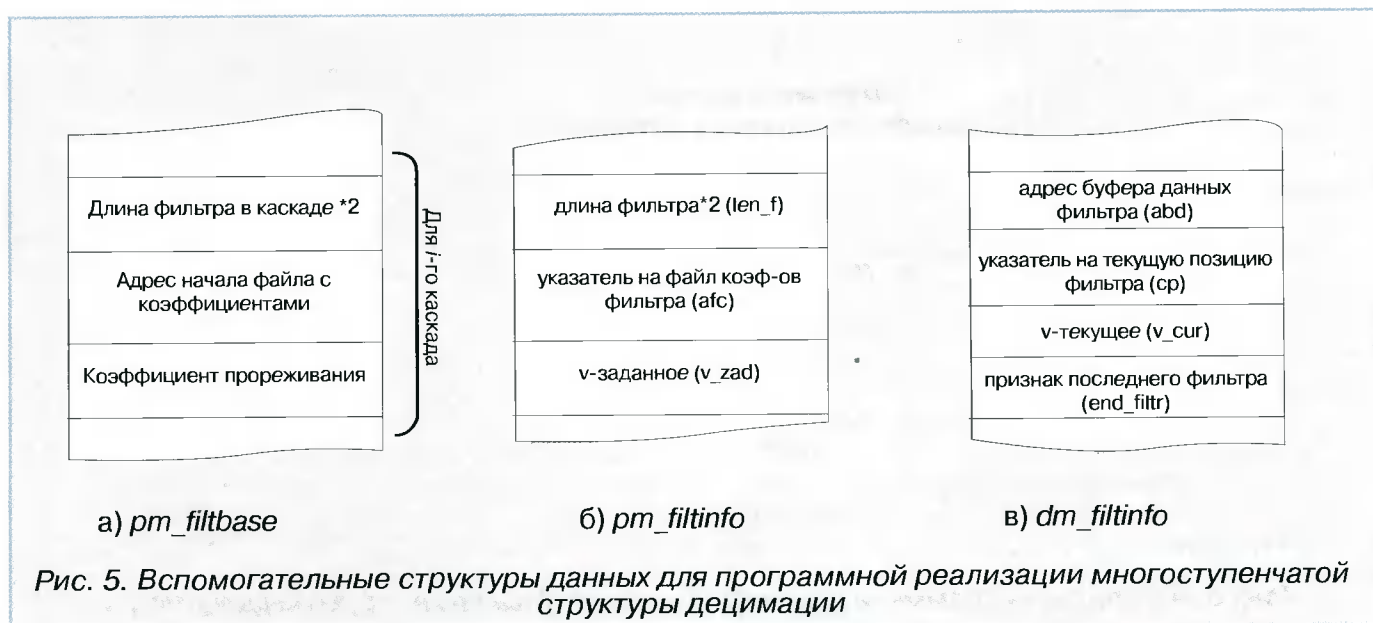 Длина фильтра в каскаде *2
Адрес начала файла с
коэффициентами
Коэффициент прореживания
Для i-го каскада
а) pm_filtbase
длина фильтра*2 (len_f)
указатель на файл коэф-ов
фильтра (afc)
v-заданное (v_zad)
б) pm_filtinfo
адрес буфера данных
фильтра (abd)
указатель на текущую позицию
фильтра (cp)
v-текущее (v_cur)
признак последнего фильтра
(end_filtr)
в) dm_filtinfo
Рис. 5. Вспомогательные структуры данных для программной реализации многоступенчатой
структуры децимации